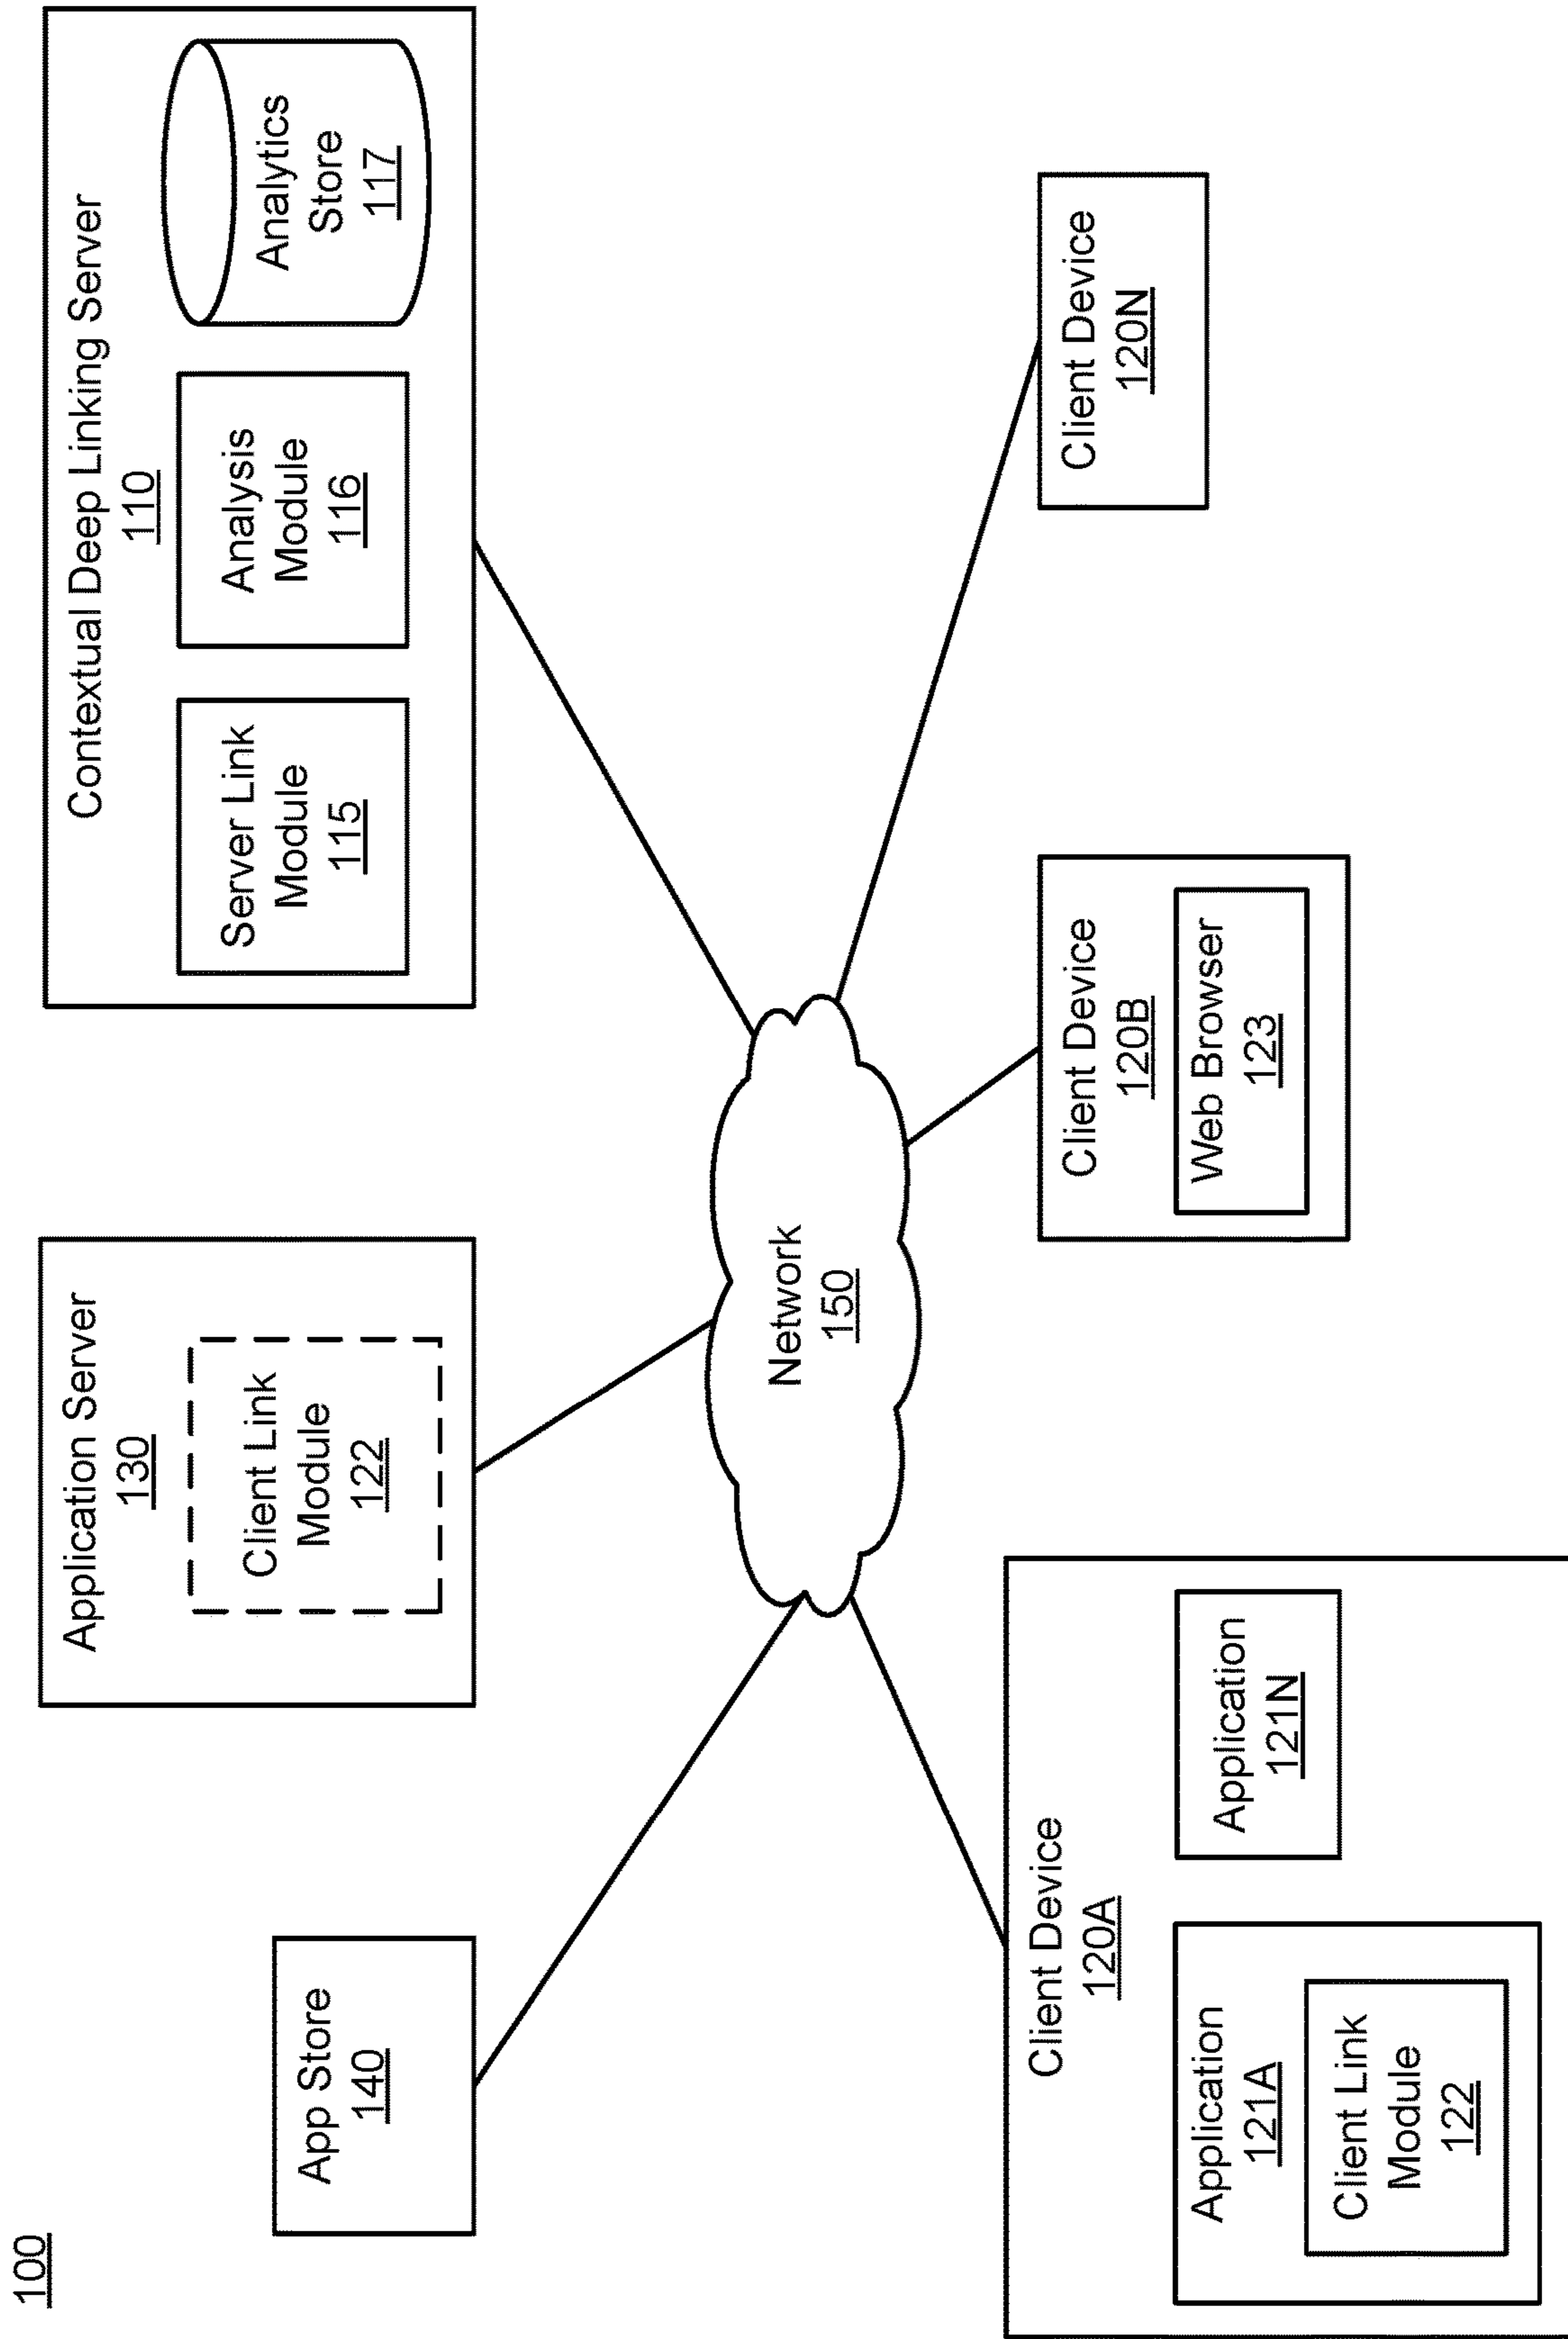 100
App Store
140
Application Server
130
Client Link
Module
122
Contextual Deep Linking Server
110
Server Link
Module
115
Analysis
Module
116
Analytics
Store
117
Network
150
Client Device
120A
Application
121A
Client Link
Module
122
Application
121N
Client Device
120B
Web Browser
123
Client Device
120N